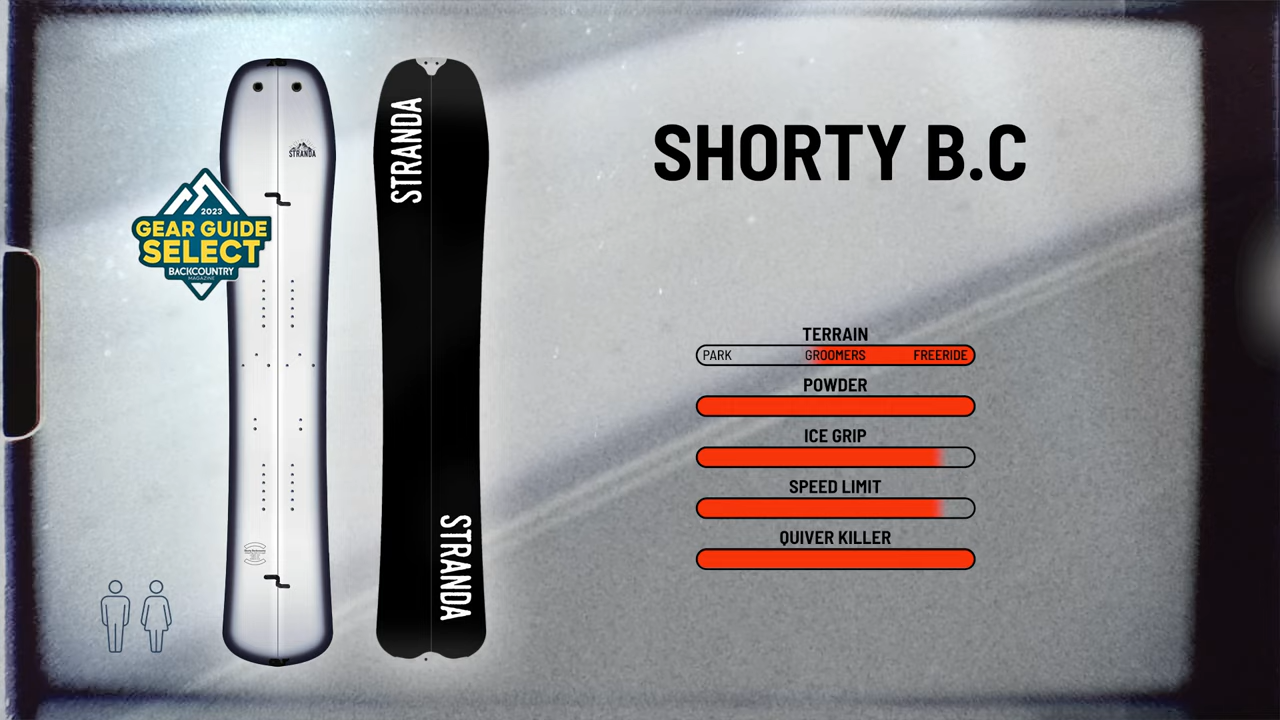 SHORTY B.C
STRANDA
STRANDA
2023
GEAR GUIDE
SELECT
BACKCOUNTRY
MAGAZINE
STRANDA
TERRAIN
PARK GROOMERS FREERIDE
POWDER
ICE GRIP
SPEED LIMIT
QUIVER KILLER